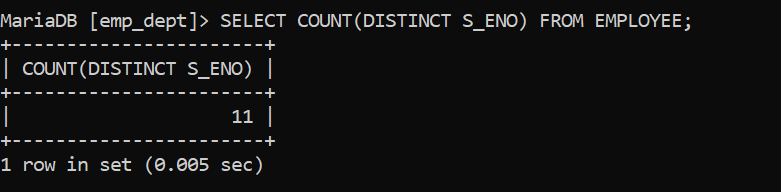 MariaDB [emp_dept]> SELECT COUNT(DISTINCT S_ENO) FROM EMPLOYEE;
+----------------------+
| COUNT(DISTINCT S_ENO) |
+----------------------+
|                    11 |
+----------------------+
1 row in set (0.005 sec)